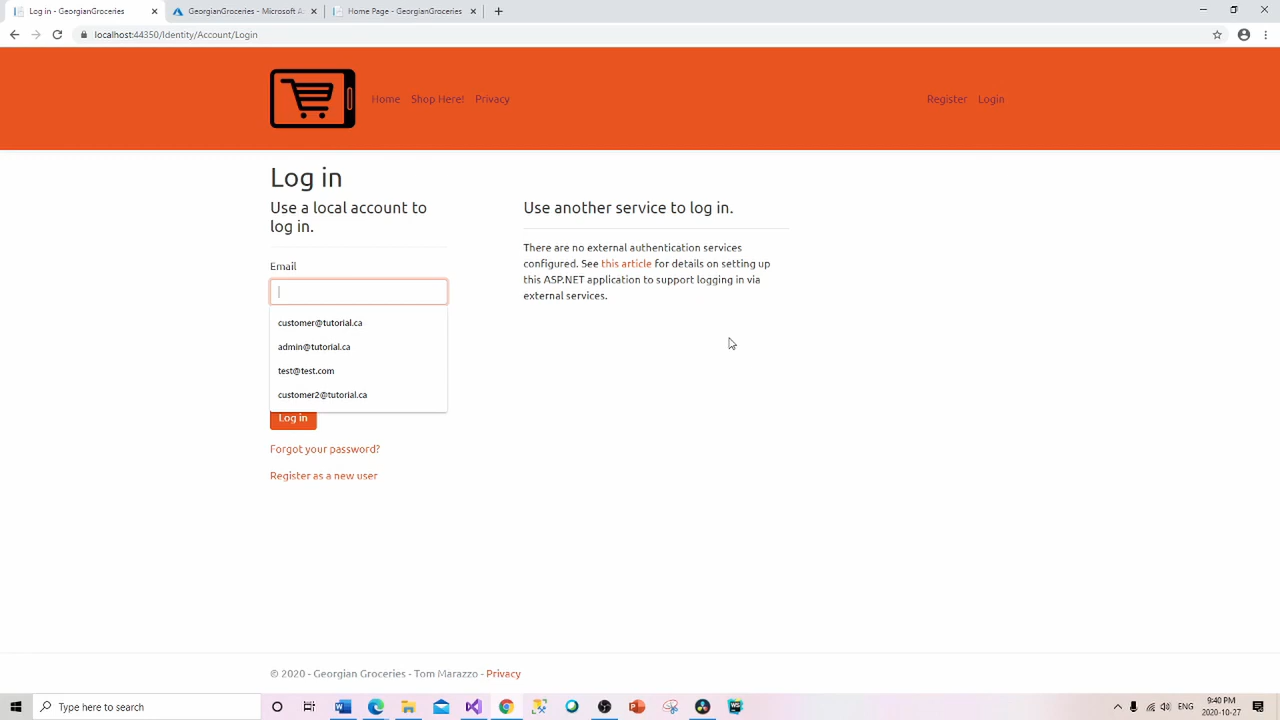 Log in - GeorgianGroceries
GeorgianGroceries - Microsoft A
Home Page - GeorgianGroceries
localhost:44350/Identity/Account/Login
Home
Shop Here!
Privacy
Register
Login
Log in
Use a local account to
log in.
Use another service to log in.
There are no external authentication services
configured. See this article for details on setting up
this ASP.NET application to support logging in via
external services.
Email
customer@tutorial.ca
admin@tutorial.ca
test@test.com
customer2@tutorial.ca
Log in
Forgot your password?
Register as a new user
© 2020 - Georgian Groceries - Tom Marazzo - Privacy
Type here to search
ENG
9:40 PM
2020-10-27